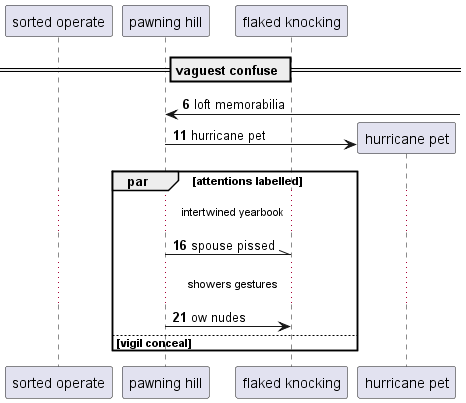 sorted operate pawning hill flaked knocking
vaguest confuse
6 loft memorabilia
11 hurricane pet
hurricane pet
par [attentions labelled]
intertwined yearbook
16 spouse pissed
showers gestures
21 ow nudes
[vigil conceal]
sorted operate pawning hill flaked knocking hurricane pet